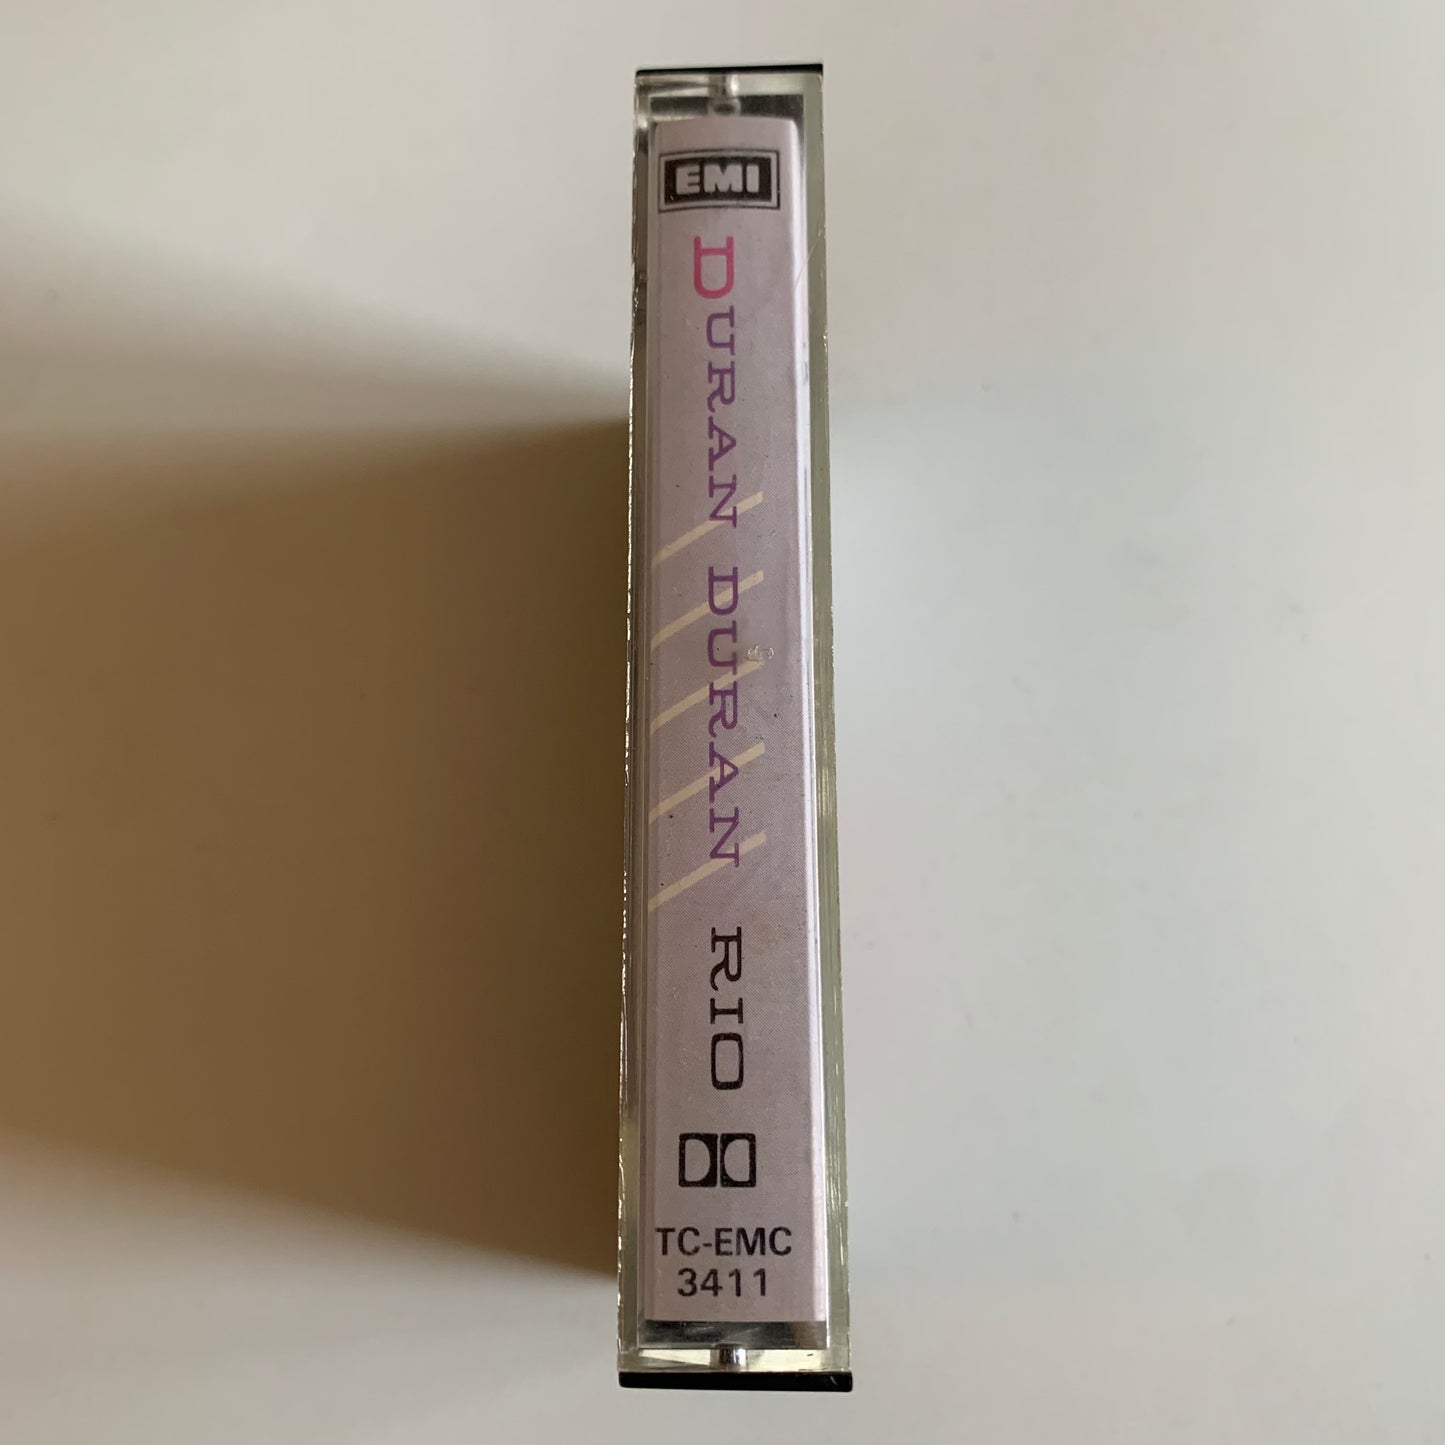 EMI
DURAN DURAN RIO
TC-EMC
3411